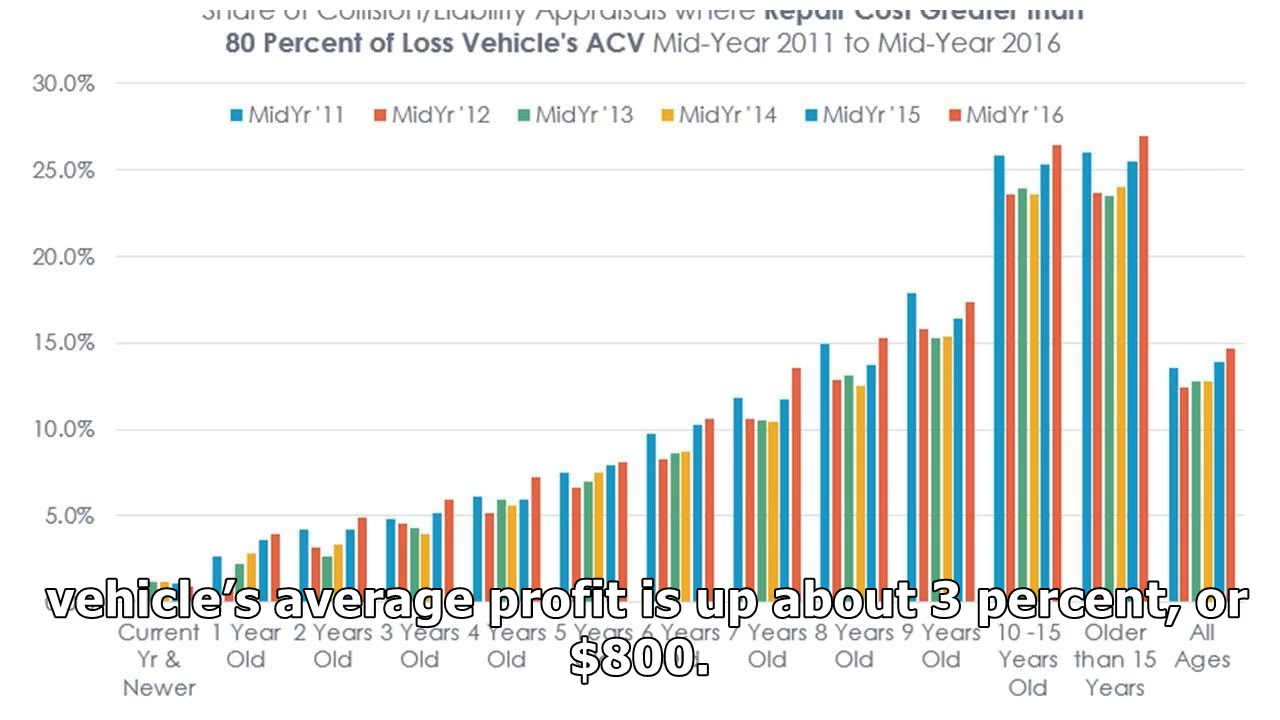 Share of Collision/Liability Appraisals where Repair Cost Greater than
80 Percent of Loss Vehicle's ACV Mid-Year 2011 to Mid-Year 2016
30.0%
MidYr '11 MidYr '12 MidYr '13 MidYr '14 MidYr '15 MidYr '16
25.0%
20.0%
15.0%
10.0%
5.0%
vehicle’s average profit is up about 3 percent, or
$800.
Current Yr & Newer
1 Year Old
2 Years Old
3 Years Old
4 Years Old
5 Years
6 Years
7 Years Old
8 Years Old
9 Years Old
10 -15 Years Old
Older than 15 Years
All Ages